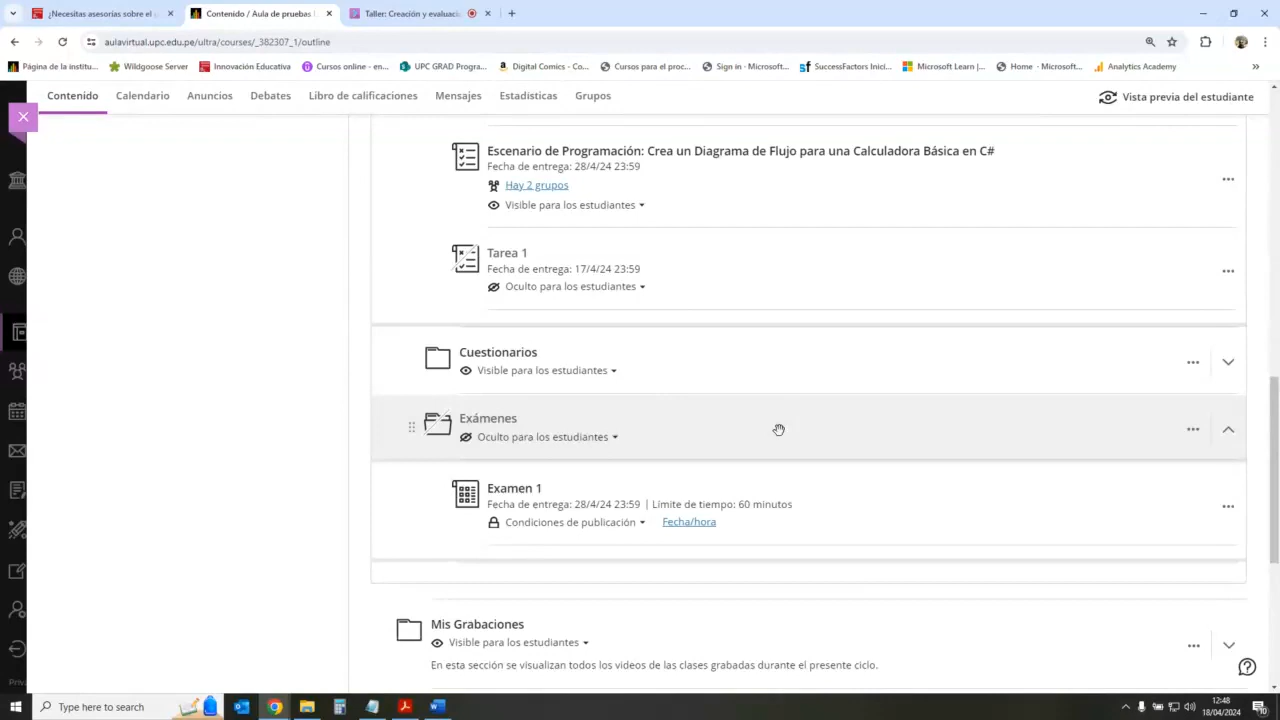 ¿Necesitas asesorías sobre el
Contenido / Aula de pruebas
Taller: Creación y evaluació
aulavirtual.upc.edu.pe/ultra/courses/_382307_1/outline
Página de la institu...
Wildgoose Server
Innovación Educativa
Cursos online - en...
UPC GRAD Progra...
Digital Comics - Co...
Cursos para el proc...
Sign in - Microsoft...
SuccessFactors Inici...
Microsoft Learn |...
Home - Microsoft...
Analytics Academy
Contenido
Calendario
Anuncios
Debates
Libro de calificaciones
Mensajes
Estadísticas
Grupos
Vista previa del estudiante
Escenario de Programación: Crea un Diagrama de Flujo para una Calculadora Básica en C#
Fecha de entrega: 28/4/24 23:59
Hay 2 grupos
Visible para los estudiantes
Tarea 1
Fecha de entrega: 17/4/24 23:59
Oculto para los estudiantes
Cuestionarios
Visible para los estudiantes
Exámenes
Oculto para los estudiantes
Examen 1
Fecha de entrega: 28/4/24 23:59 | Límite de tiempo: 60 minutos
Condiciones de publicación Fecha/hora
Mis Grabaciones
Visible para los estudiantes
En esta sección se visualizan todos los videos de las clases grabadas durante el presente ciclo.
Priv
Type here to search
12:48
18/04/2024